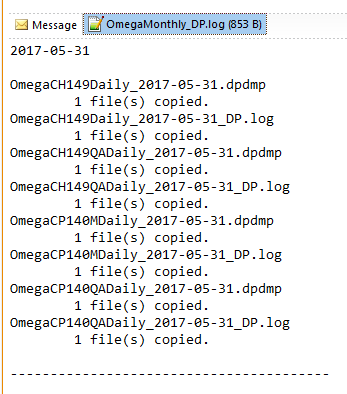 Message OmegaMonthly_DP.log (853 B)
2017-05-31
OmegaCH149Daily_2017-05-31.dpdmp
1 file(s) copied.
OmegaCH149Daily_2017-05-31_DP.log
1 file(s) copied.
OmegaCH149QADaily_2017-05-31.dpdmp
1 file(s) copied.
OmegaCH149QADaily_2017-05-31_DP.log
1 file(s) copied.
OmegaCP140MDaily_2017-05-31.dpdmp
1 file(s) copied.
OmegaCP140MDaily_2017-05-31_DP.log
1 file(s) copied.
OmegaCP140QADaily_2017-05-31.dpdmp
1 file(s) copied.
OmegaCP140QADaily_2017-05-31_DP.log
1 file(s) copied.
----------------------------------------